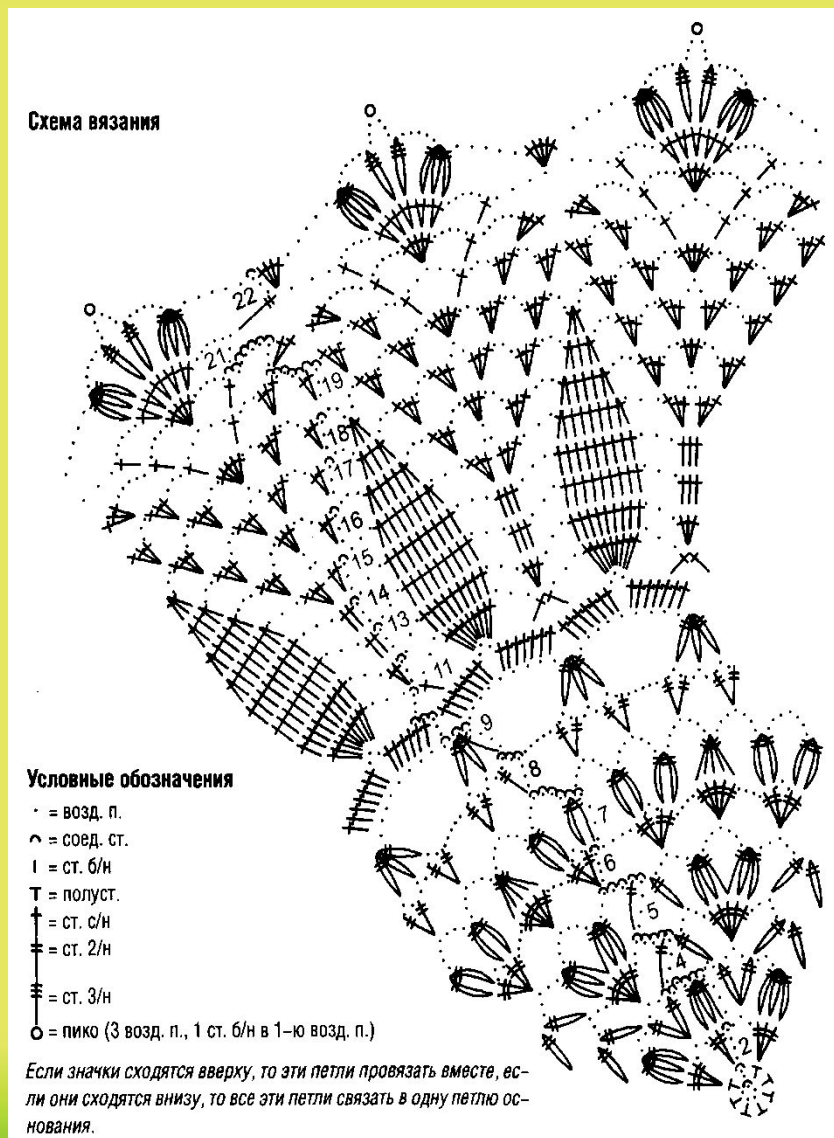 Схема вязания
22
21
19
18
17
16
15
14
13
11
9
8
7
6
5
4
2
Условные обозначения
· = возд. п.
= соед. ст.
= ст. б/н
= полуст.
= ст. с/н
= ст. 2/н
= ст. 3/н
= пико (3 возд. п., 1 ст. б/н в 1–ю возд. п.)
Если значки сходятся вверху, то эти петли провязать вместе, ес-
ли они сходятся внизу, то все эти петли связать в одну петлю ос-
нования.